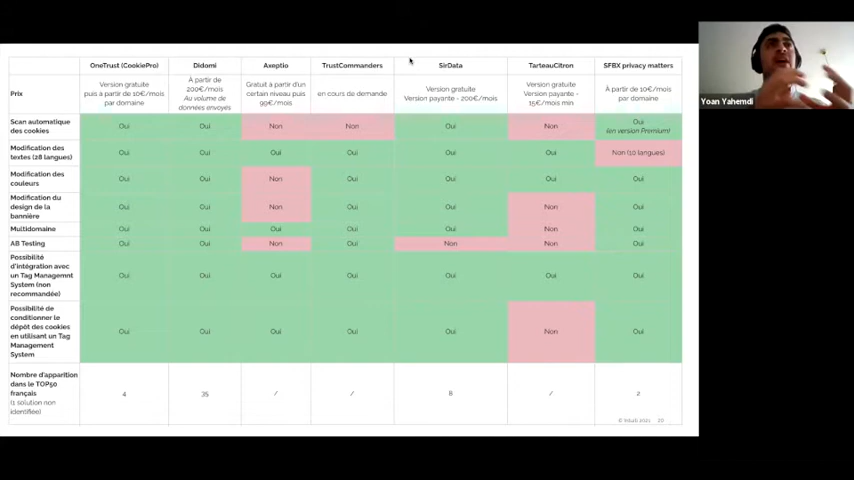 OneTrust (CookiePro) Didomi Axeptio TrustCommanders SirData TarteauCitron SFBX privacy matters
Prix
Version gratuite
puis à partir de 10€/mois
par domaine
À partir de
200€/mois
Au volume de
données envoyés
Gratuit à partir d'un
certain niveau puis
99€/mois
en cours de demande
Version gratuite
Version payante - 200€/mois
Version gratuite
Version payante -
15€/mois min
À partir de 10€/mois
par domaine
Scan automatique
des cookies
Oui Oui Non Non Oui Non Oui
(en version Premium)
Modification des
textes (28 langues)
Oui Oui Oui Oui Oui Oui Non (10 langues)
Modification des
couleurs
Oui Oui Non Oui Oui Oui Oui
Modification du
design de la
bannière
Oui Oui Non Oui Oui Non Oui
Multidomaine Oui Oui Oui Oui Oui Non Oui
AB Testing Oui Oui Non Oui Non Non Oui
Possibilité
d'intégration avec
un Tag Managemnt
System (non
recommandée)
Oui Oui Oui Oui Oui Oui Oui
Possibilité de
conditionner le
dépôt des cookies
en utilisant un Tag
Management
System
Oui Oui Oui Oui Oui Non Oui
Nombre d'apparition
dans le TOP50
français
(1 solution non
identifiée)
4 35 / / 8 / 2
2021 20
Yoan Yahemdi